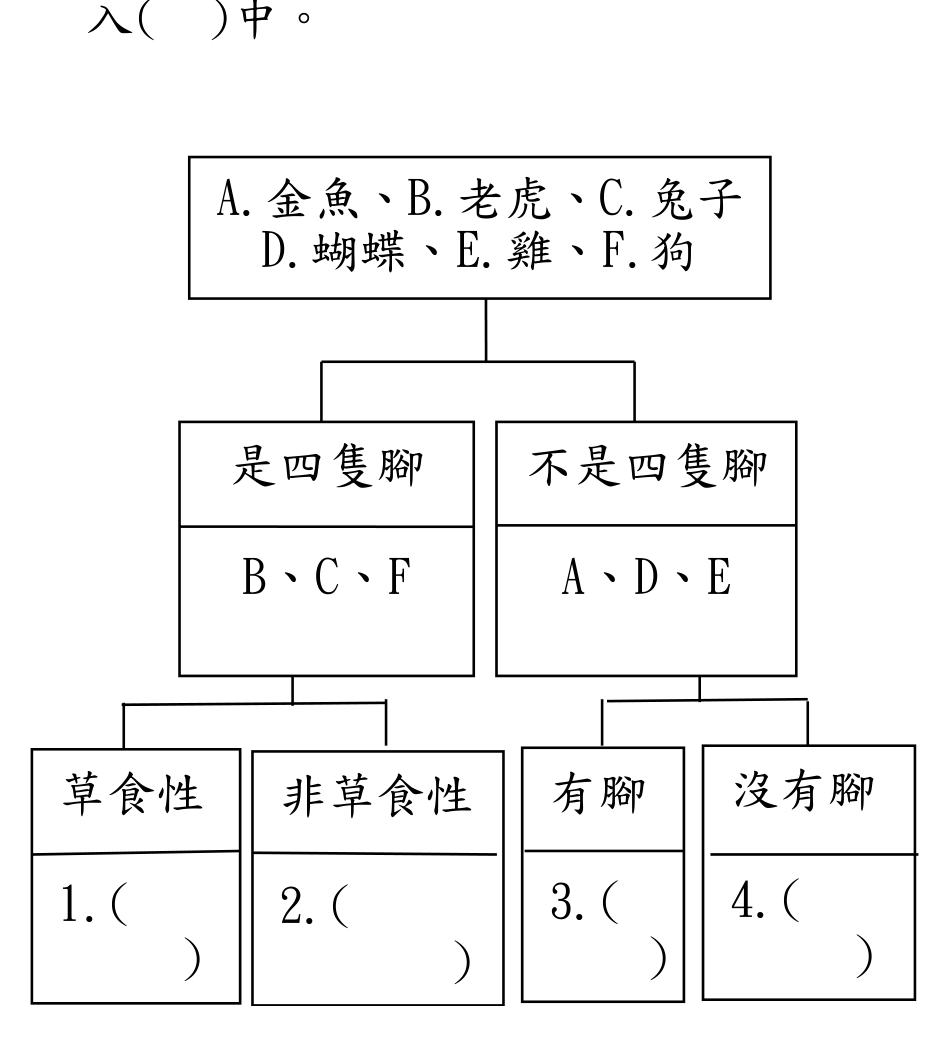 入(　)中。
A.金魚、B.老虎、C.兔子
D.蝴蝶、E.雞、F.狗
是四隻腳
不是四隻腳
B、C、F
A、D、E
草食性
非草食性
有腳
沒有腳
1.(
)
2.(
)
3.(
)
4.(
)